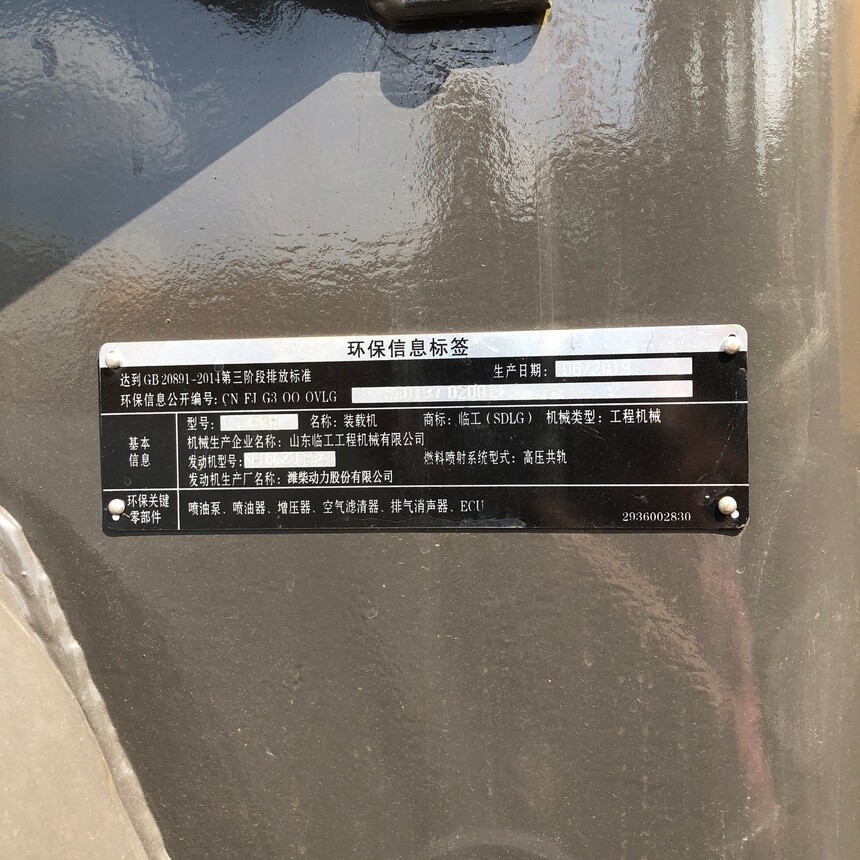 环保信息标签
达到GB 20891-2014第三阶段排放标准 生产日期:
环保信息公开编号: CN FJ G3 00 0VLG
基本信息
型号: 名称: 装载机 商标: 临工(SDLG) 机械类型: 工程机械
机械生产企业名称: 山东临工工程机械有限公司
发动机型号: 燃料喷射系统型式: 高压共轨
发动机生产厂名称: 潍柴动力股份有限公司
环保关键零部件
喷油泵、喷油器、增压器、空气滤清器、排气消声器、ECU
2936002830